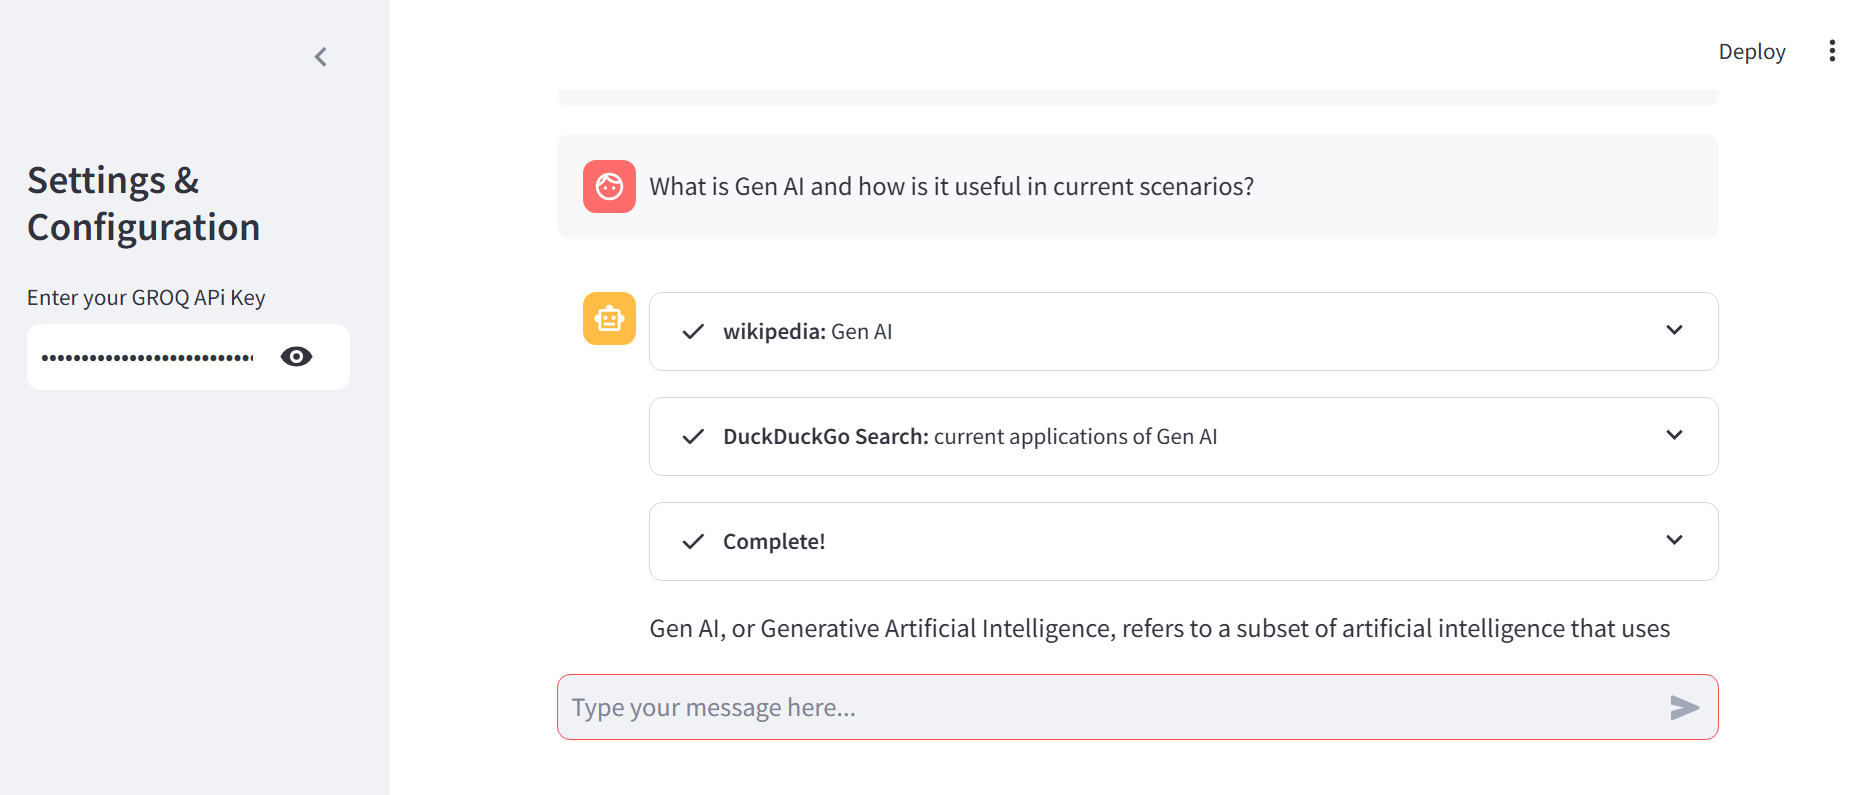 Deploy
Settings &
Configuration
Enter your GROQ APi Key
What is Gen AI and how is it useful in current scenarios?
wikipedia: Gen AI
DuckDuckGo Search: current applications of Gen AI
Complete!
Gen AI, or Generative Artificial Intelligence, refers to a subset of artificial intelligence that uses
Type your message here...